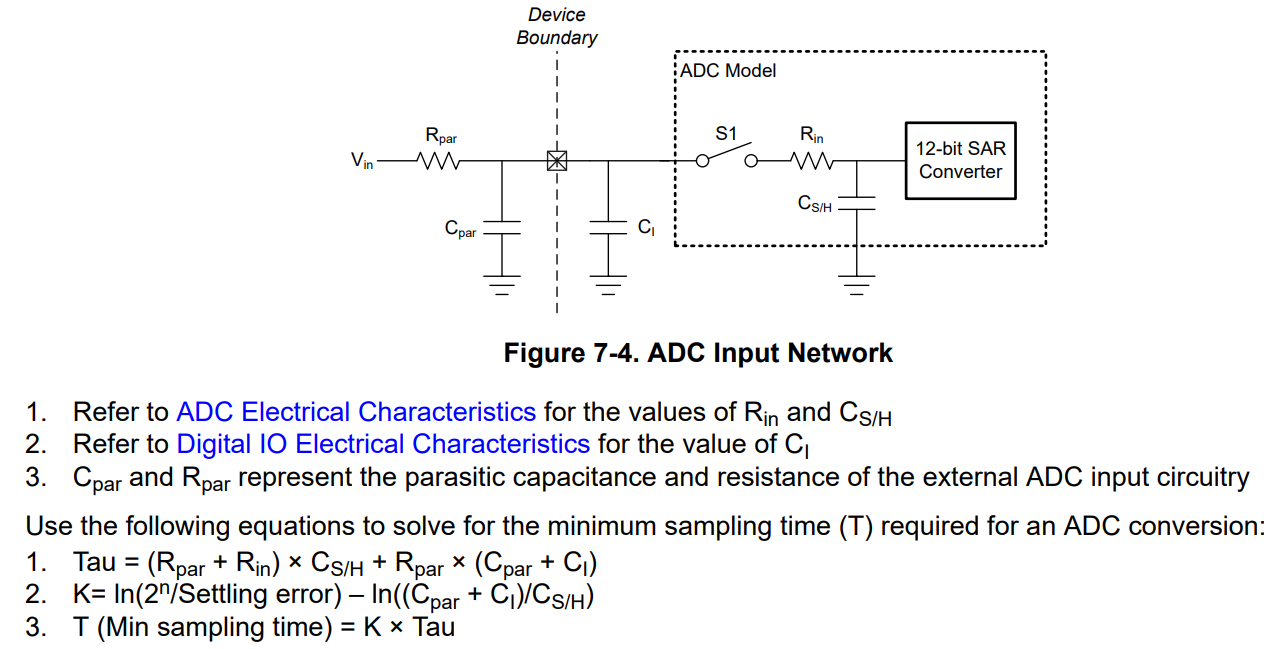 Device
Boundary
ADC Model
Rpar
S1
Rin
Vin
12-bit SAR
Converter
CS/H
Cpar
CI
Figure 7-4. ADC Input Network
1. Refer to ADC Electrical Characteristics for the values of Rin and CS/H
2. Refer to Digital IO Electrical Characteristics for the value of CI
3. Cpar and Rpar represent the parasitic capacitance and resistance of the external ADC input circuitry
Use the following equations to solve for the minimum sampling time (T) required for an ADC conversion:
1. Tau = (Rpar + Rin) × CS/H + Rpar × (Cpar + CI)
2. K= ln(2n/Settling error) – ln((Cpar + CI)/CS/H)
3. T (Min sampling time) = K × Tau